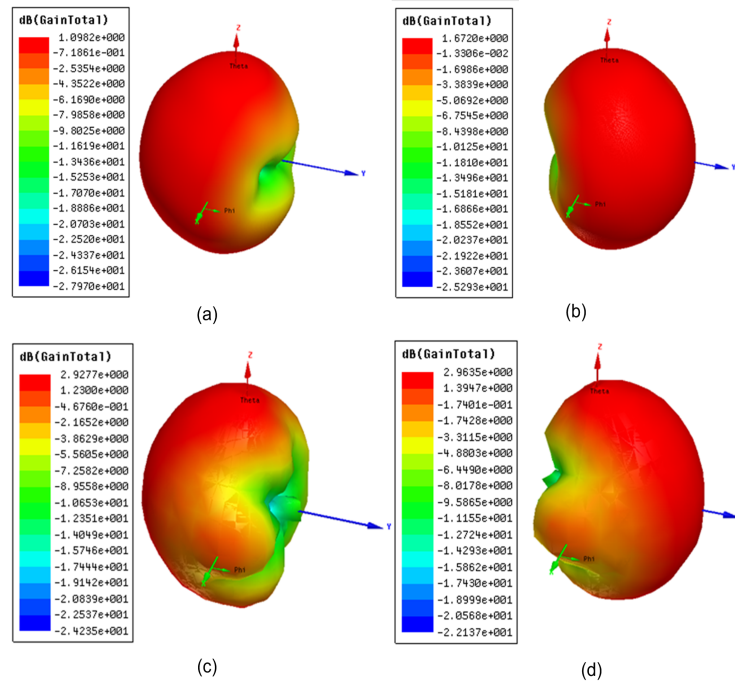 dB(GainTotal)
1.0982e+000
-7.1861e-001
-2.5354e+000
-4.3522e+000
-6.1690e+000
-7.9858e+000
-9.8025e+000
-1.1619e+001
-1.3436e+001
-1.5253e+001
-1.7070e+001
-1.8886e+001
-2.0703e+001
-2.2520e+001
-2.4337e+001
-2.6154e+001
-2.7970e+001
Z
Theta
Y
Phi
X
(a)
dB(GainTotal)
1.6720e+000
-1.3306e-002
-1.6986e+000
-3.3839e+000
-5.0692e+000
-6.7545e+000
-8.4398e+000
-1.0125e+001
-1.1810e+001
-1.3496e+001
-1.5181e+001
-1.6866e+001
-1.8552e+001
-2.0237e+001
-2.1922e+001
-2.3607e+001
-2.5293e+001
Z
Theta
Y
Phi
X
(b)
dB(GainTotal)
2.9277e+000
1.2300e+000
-4.6760e-001
-2.1652e+000
-3.8629e+000
-5.5605e+000
-7.2582e+000
-8.9558e+000
-1.0653e+001
-1.2351e+001
-1.4049e+001
-1.5746e+001
-1.7444e+001
-1.9142e+001
-2.0839e+001
-2.2537e+001
-2.4235e+001
Z
Theta
Y
Phi
(c)
dB(GainTotal)
2.9635e+000
1.3947e+000
-1.7401e-001
-1.7428e+000
-3.3115e+000
-4.8803e+000
-6.4490e+000
-8.0178e+000
-9.5865e+000
-1.1155e+001
-1.2724e+001
-1.4293e+001
-1.5862e+001
-1.7430e+001
-1.8999e+001
-2.0568e+001
-2.2137e+001
Z
Theta
Phi
(d)